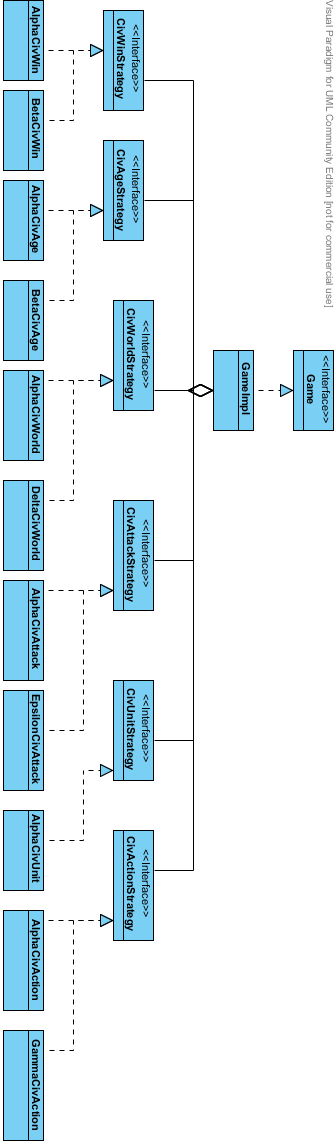 Visual Paradigm for UML Community Edition [not for commercial use]
<<Interface>>
Game
GameImpl
<<Interface>>
CivWinStrategy
<<Interface>>
CivAgeStrategy
<<Interface>>
CivWorldStrategy
<<Interface>>
CivAttackStrategy
<<Interface>>
CivUnitStrategy
<<Interface>>
CivActionStrategy
AlphaCivWin
BetaCivWin
AlphaCivAge
BetaCivAge
AlphaCivWorld
DeltaCivWorld
AlphaCivAttack
EpsilonCivAttack
AlphaCivUnit
AlphaCivAction
GammaCivAction